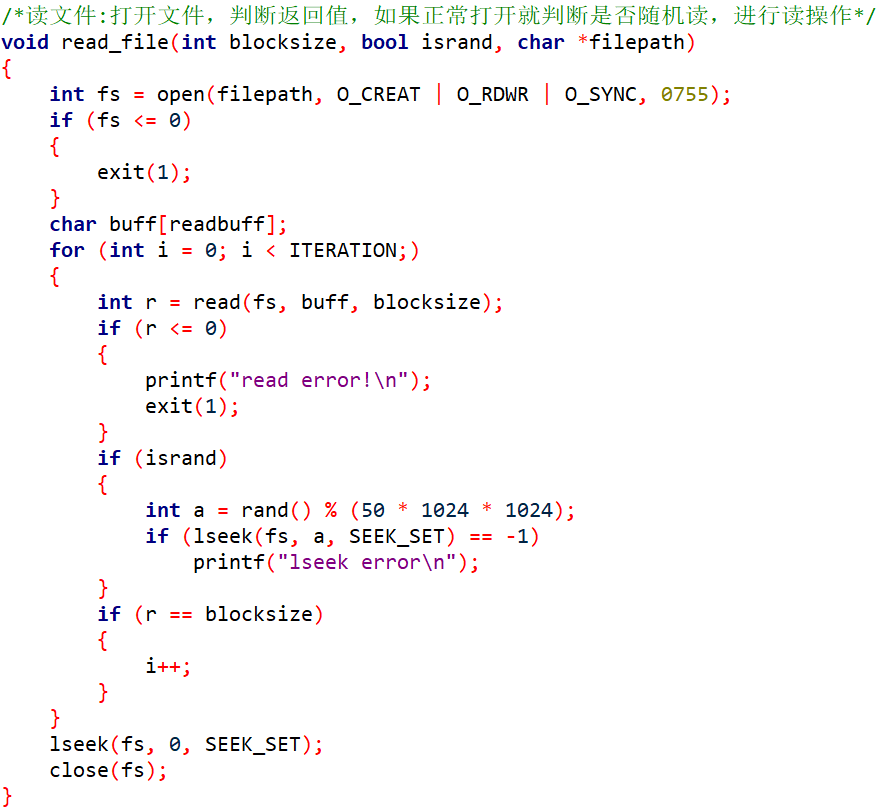 /*读文件:打开文件，判断返回值，如果正常打开就判断是否随机读，进行读操作*/
void read_file(int blocksize, bool isrand, char *filepath)
{
    int fs = open(filepath, O_CREAT | O_RDWR | O_SYNC, 0755);
    if (fs <= 0)
    {
        exit(1);
    }
    char buff[readbuff];
    for (int i = 0; i < ITERATION;)
    {
        int r = read(fs, buff, blocksize);
        if (r <= 0)
        {
            printf("read error!\n");
            exit(1);
        }
        if (isrand)
        {
            int a = rand() % (50 * 1024 * 1024);
            if (lseek(fs, a, SEEK_SET) == -1)
                printf("lseek error\n");
        }
        if (r == blocksize)
        {
            i++;
        }
    }
    lseek(fs, 0, SEEK_SET);
    close(fs);
}